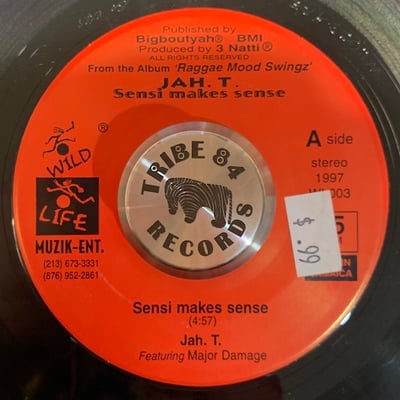 Published by
Bigboutyah® BMI
Produced by 3 Natti®
ALL RIGHTS RESERVED
From the Album 'Raggae Mood Swingz'
JAH. T.
Sensi makes sense
A side
stereo
1997
003
5
®
WILD
LIFE
MUZIK-ENT.
(213) 673-3331
(876) 952-2861
TRIBE 84
RECORDS
$ .99
Sensi makes sense
(4:57)
Jah. T.
Featuring Major Damage